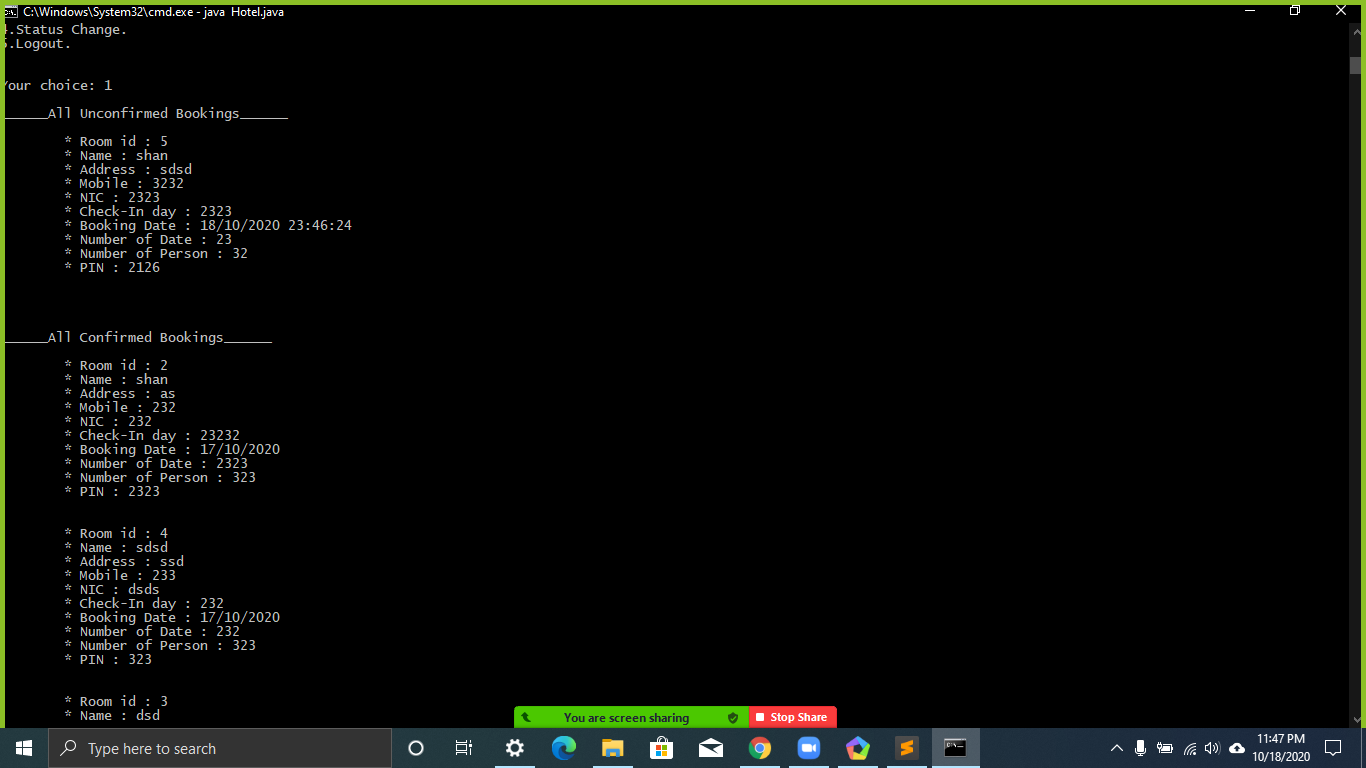 C:\Windows\System32\cmd.exe - java Hotel.java
4.Status Change.
5.Logout.
Your choice: 1
______All Unconfirmed Bookings______
* Room id : 5
* Name : shan
* Address : sdsd
* Mobile : 3232
* NIC : 2323
* Check-In day : 2323
* Booking Date : 18/10/2020 23:46:24
* Number of Date : 23
* Number of Person : 32
* PIN : 2126
______All Confirmed Bookings______
* Room id : 2
* Name : shan
* Address : as
* Mobile : 232
* NIC : 232
* Check-In day : 23232
* Booking Date : 17/10/2020
* Number of Date : 2323
* Number of Person : 323
* PIN : 2323
* Room id : 4
* Name : sdsd
* Address : ssd
* Mobile : 233
* NIC : dsds
* Check-In day : 232
* Booking Date : 17/10/2020
* Number of Date : 232
* Number of Person : 323
* PIN : 323
* Room id : 3
* Name : dsd
You are screen sharing
Stop Share
Type here to search
11:47 PM
10/18/2020